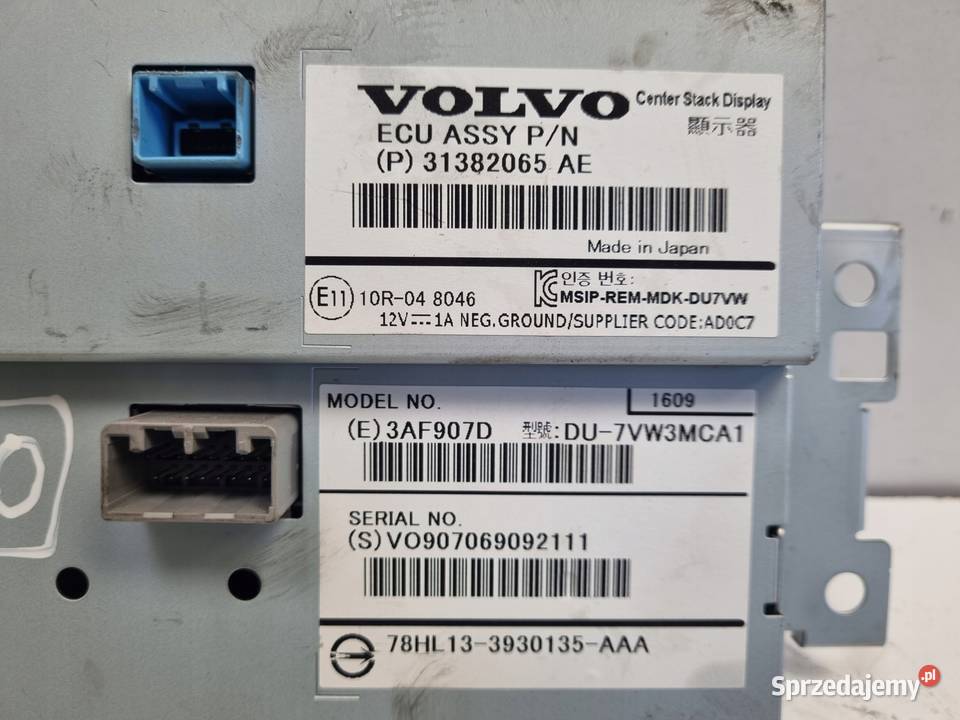 VOLVO Center Stack Display
顯示器
ECU ASSY P/N
(P) 31382065 AE
Made in Japan
E11 10R-04 8046
인증 번호:
MSIP-REM-MDK-DU7VW
12V⎓1A NEG.GROUND/SUPPLIER CODE:AD0C7
MODEL NO. 1609
(E)3AF907D 型號:DU-7VW3MCA1
SERIAL NO.
(S)VO907069092111
78HL13-3930135-AAA
Sprzedajemy.pl